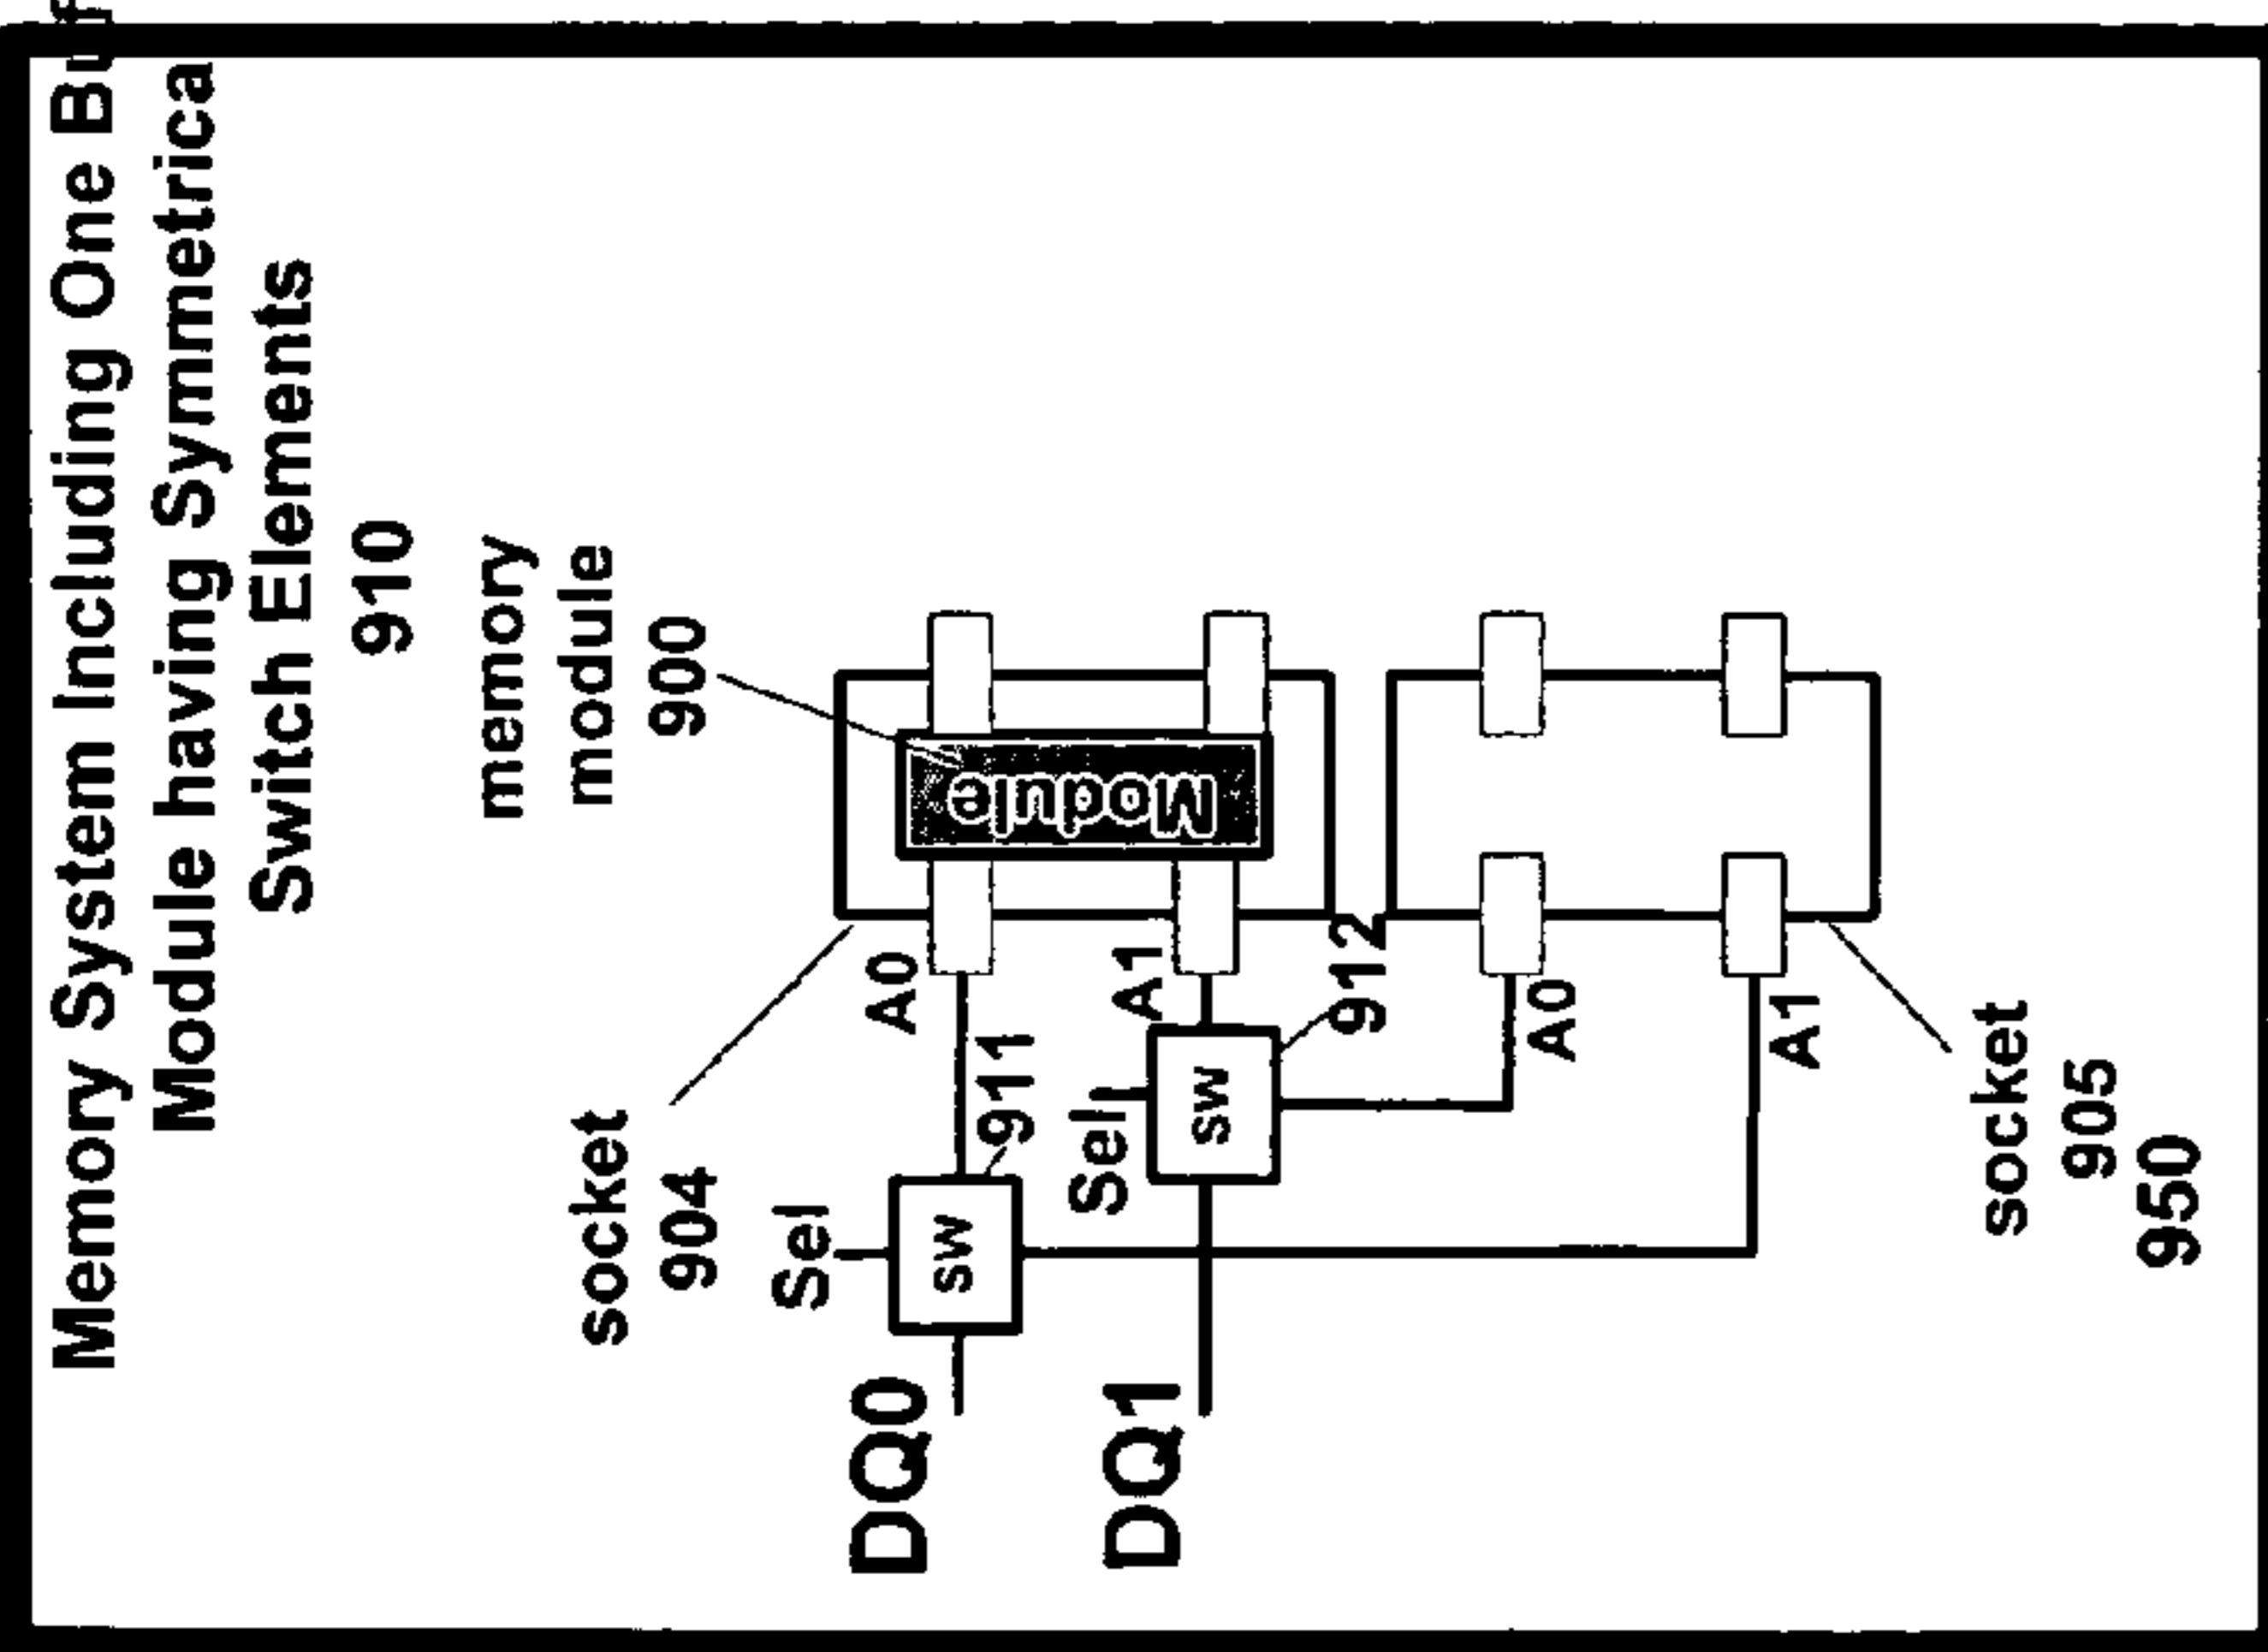 Memory System Including One Buf
Module having Symmetrica
Switch Elements
910
memory
module
900
socket
904
Module
A0
A1
912
911
Sel
SW
Sel
SW
A0
A1
DQ0
DQ1
socket
905
950